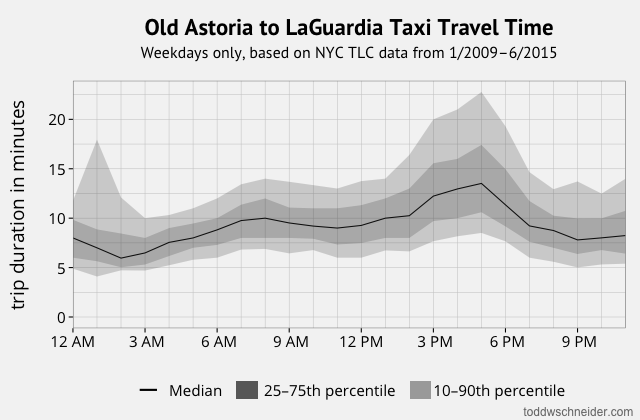 Old Astoria to LaGuardia Taxi Travel Time
Weekdays only, based on NYC TLC data from 1/2009–6/2015
trip duration in minutes
20
15
10
5
0
12 AM 3 AM 6 AM 9 AM 12 PM 3 PM 6 PM 9 PM
Median 25–75th percentile 10–90th percentile
toddwschneider.com